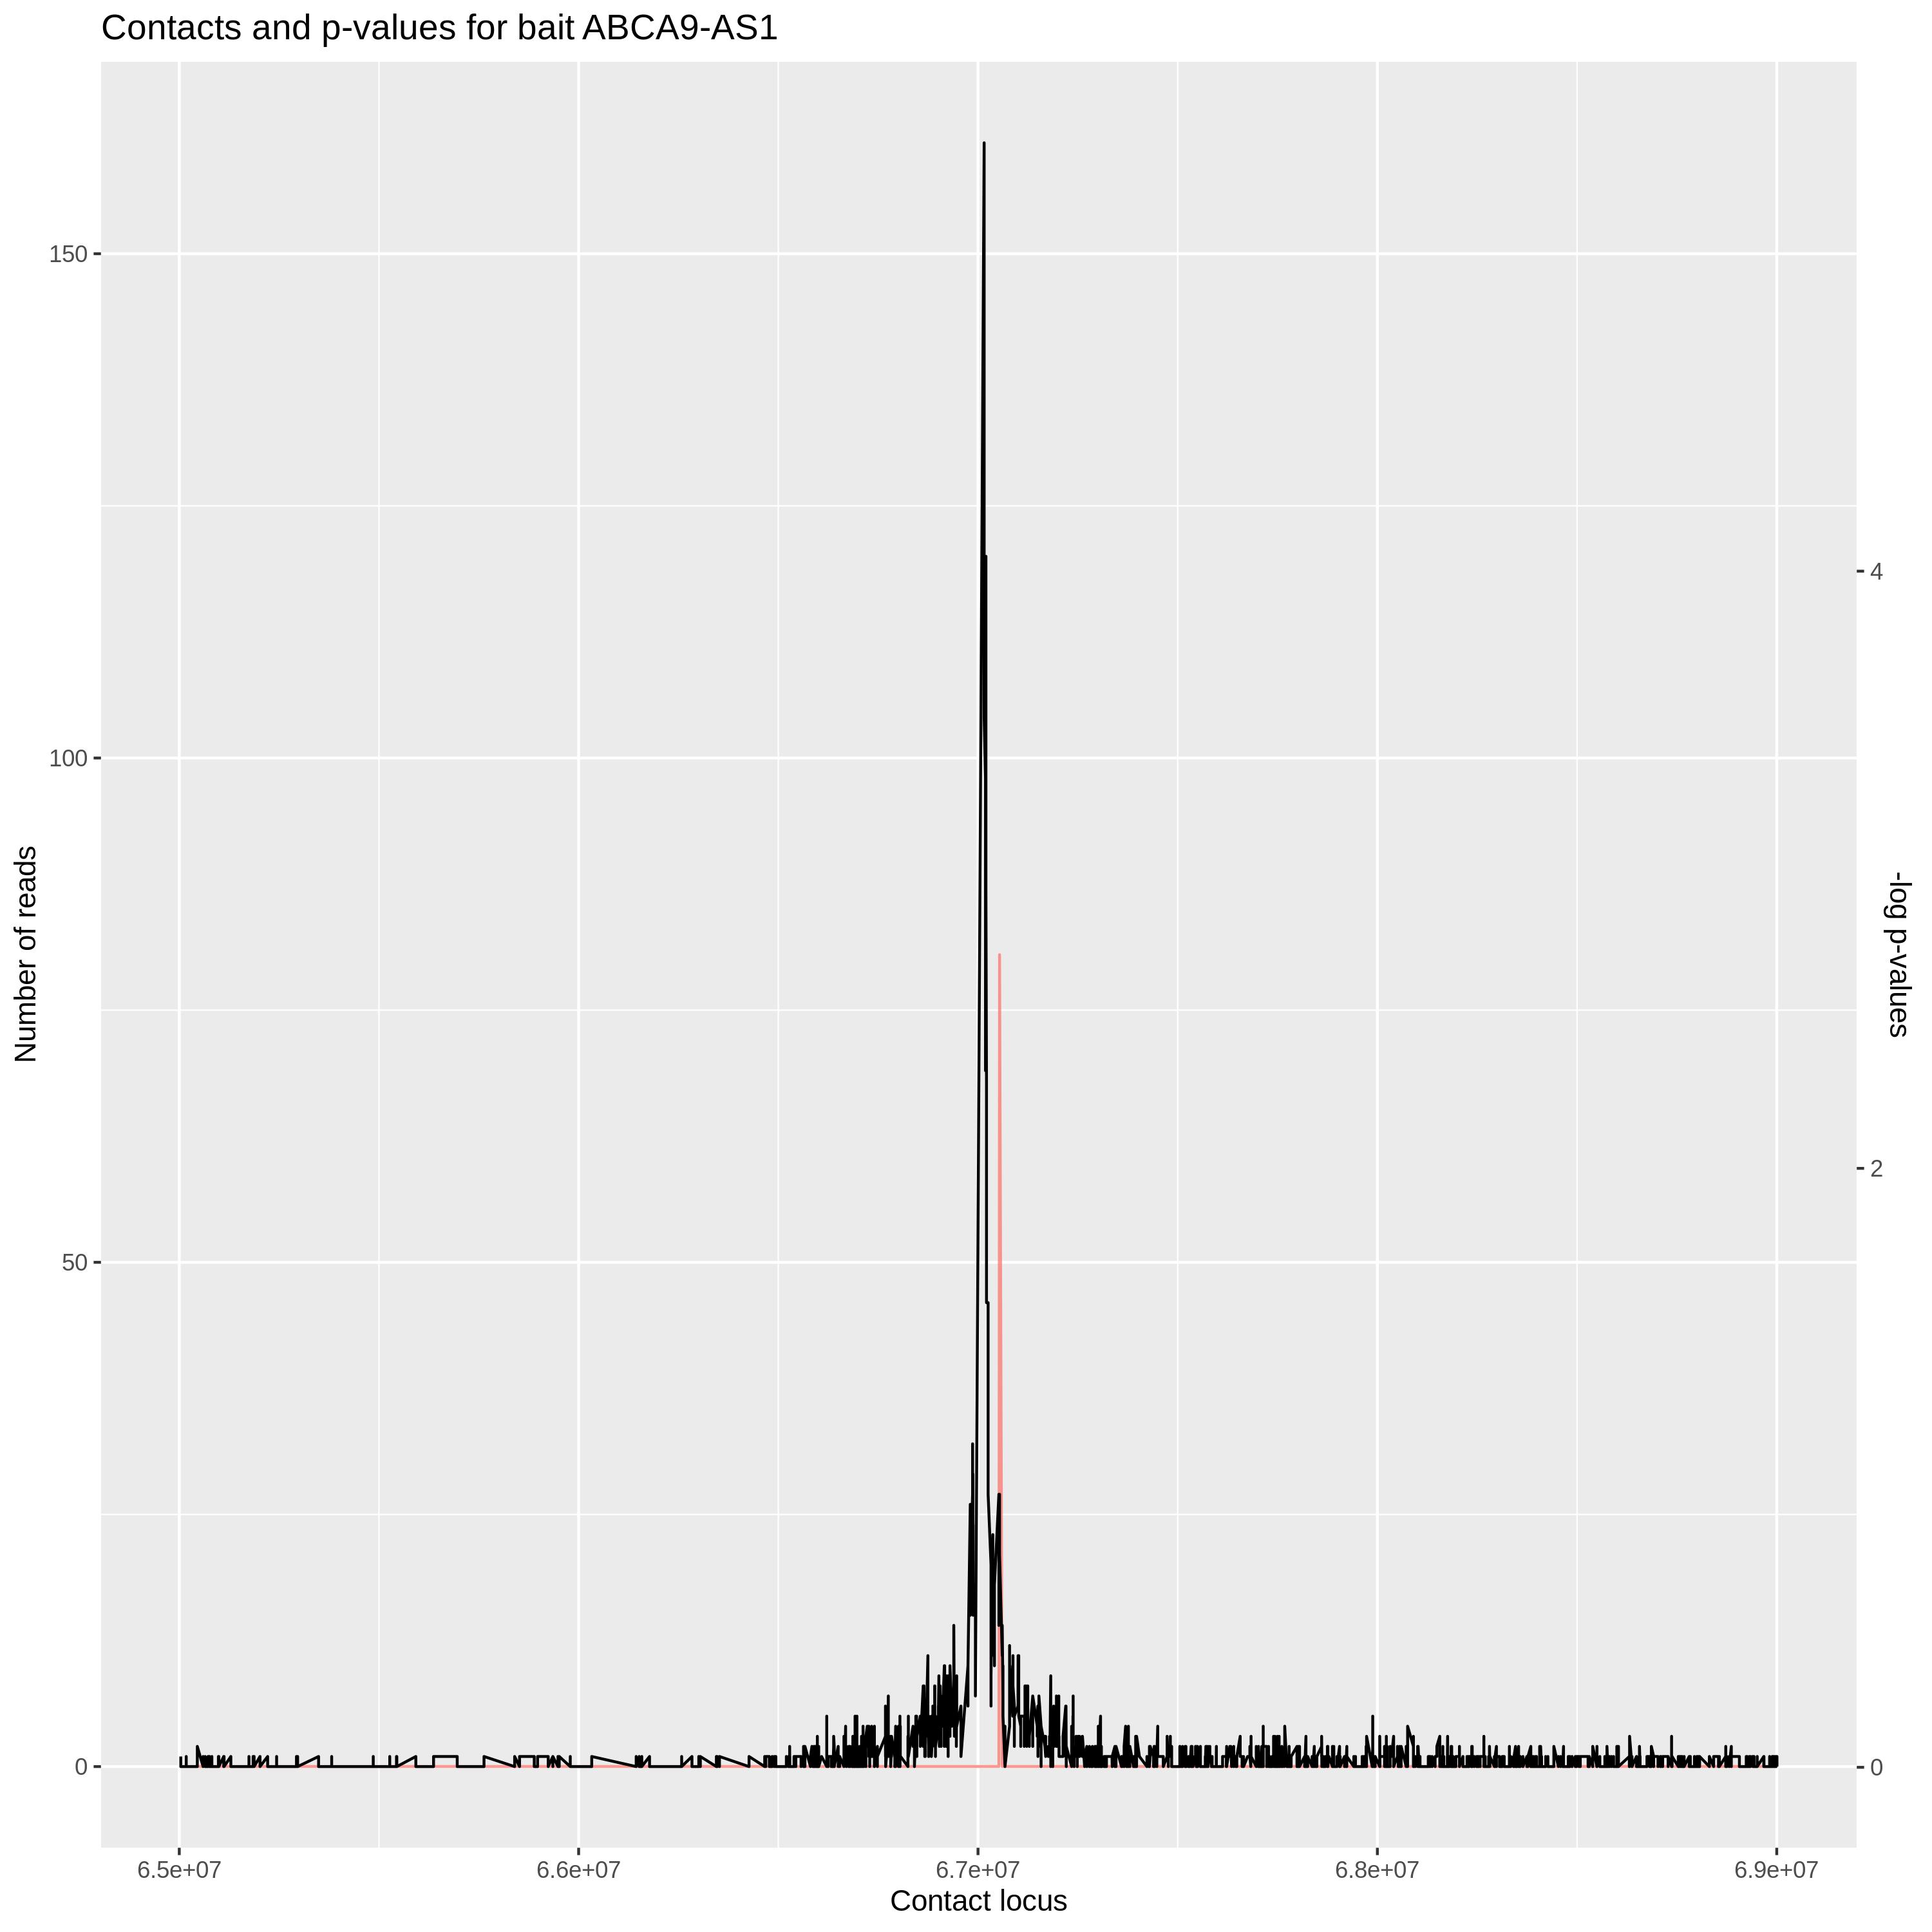 Contacts and p-values for bait ABCA9-AS1
150
100
50
0
Number of reads
4
2
0
-log p-values
6.5e+07
6.6e+07
6.7e+07
6.8e+07
6.9e+07
Contact locus